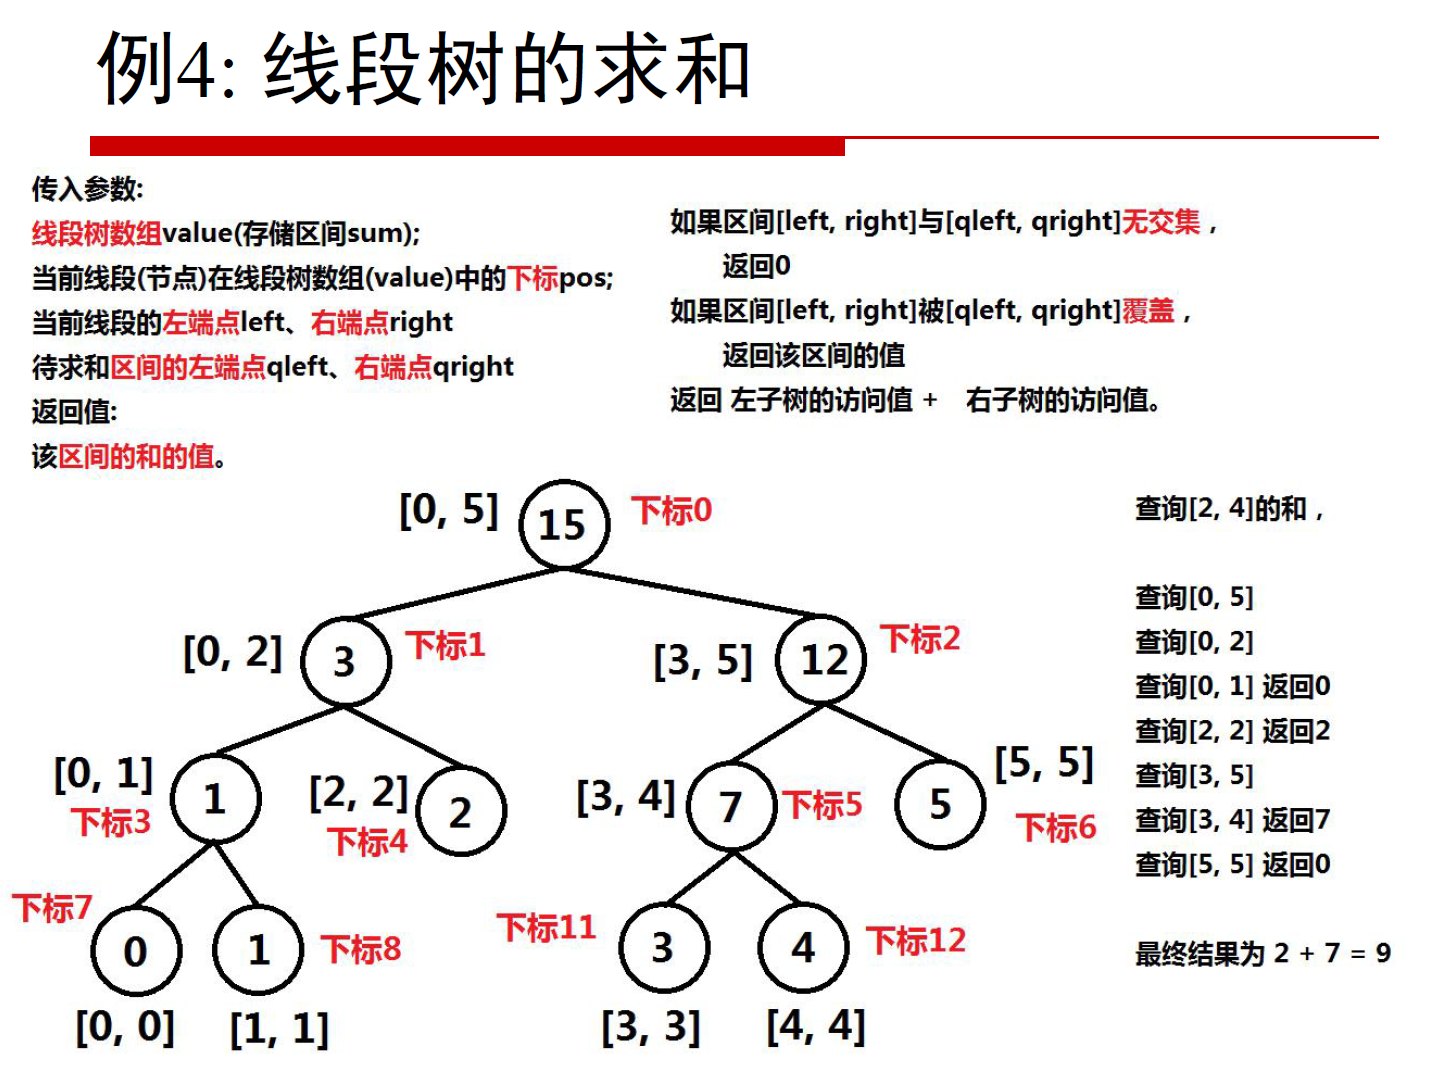 例4: 线段树的求和
传入参数:
线段树数组value(存储区间sum);
当前线段(节点)在线段树数组(value)中的下标pos;
当前线段的左端点left、右端点right
待求和区间的左端点qleft、右端点qright
返回值:
该区间的和的值。
如果区间[left, right]与[qleft, qright]无交集，
返回0
如果区间[left, right]被[qleft, qright]覆盖，
返回该区间的值
返回 左子树的访问值 + 右子树的访问值。
[0, 5] 15 下标0
[0, 2] 3 下标1
[3, 5] 12 下标2
[0, 1] 1
下标3
[2, 2] 2
下标4
[3, 4] 7 下标5
5 [5, 5]
下标6
下标7 0
1 下标8
下标11 3
4 下标12
[0, 0]
[1, 1]
[3, 3]
[4, 4]
查询[2, 4]的和，
查询[0, 5]
查询[0, 2]
查询[0, 1] 返回0
查询[2, 2] 返回2
查询[3, 5]
查询[3, 4] 返回7
查询[5, 5] 返回0
最终结果为 2 + 7 = 9